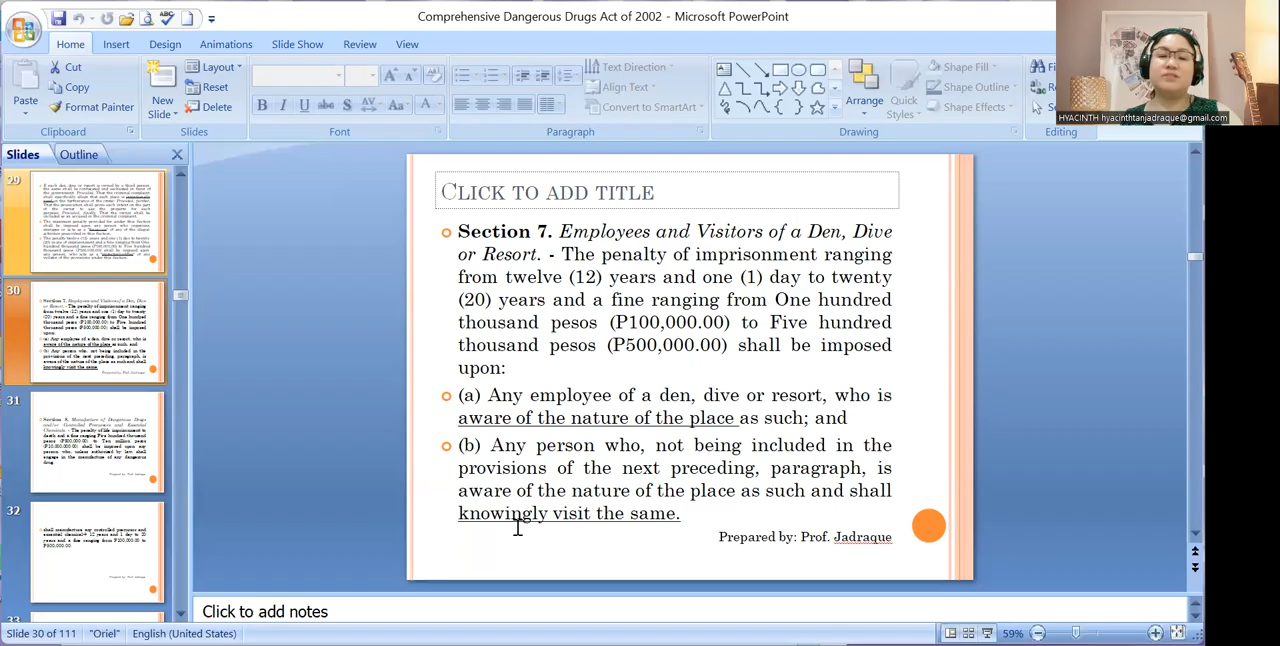 Comprehensive Dangerous Drugs Act of 2002 - Microsoft PowerPoint
Home Insert Design Animations Slide Show Review View
Cut
Copy
Format Painter
Paste
Clipboard
New
Slide
Layout
Reset
Delete
Slides
Font
Text Direction
Align Text
Convert to SmartArt
Paragraph
Arrange
Quick
Styles
Shape Fill
Shape Outline
Shape Effects
Drawing
Editing
HYACINTH hyacinthtanjadraque@gmail.com
Slides Outline
29
30
31
32
33
CLICK TO ADD TITLE
Section 7. Employees and Visitors of a Den, Dive
or Resort. - The penalty of imprisonment ranging
from twelve (12) years and one (1) day to twenty
(20) years and a fine ranging from One hundred
thousand pesos (P100,000.00) to Five hundred
thousand pesos (P500,000.00) shall be imposed
upon:
(a) Any employee of a den, dive or resort, who is
aware of the nature of the place as such; and
(b) Any person who, not being included in the
provisions of the next preceding, paragraph, is
aware of the nature of the place as such and shall
knowingly visit the same.
Prepared by: Prof. Jadraque
Click to add notes
Slide 30 of 111 "Oriel" English (United States) 59%